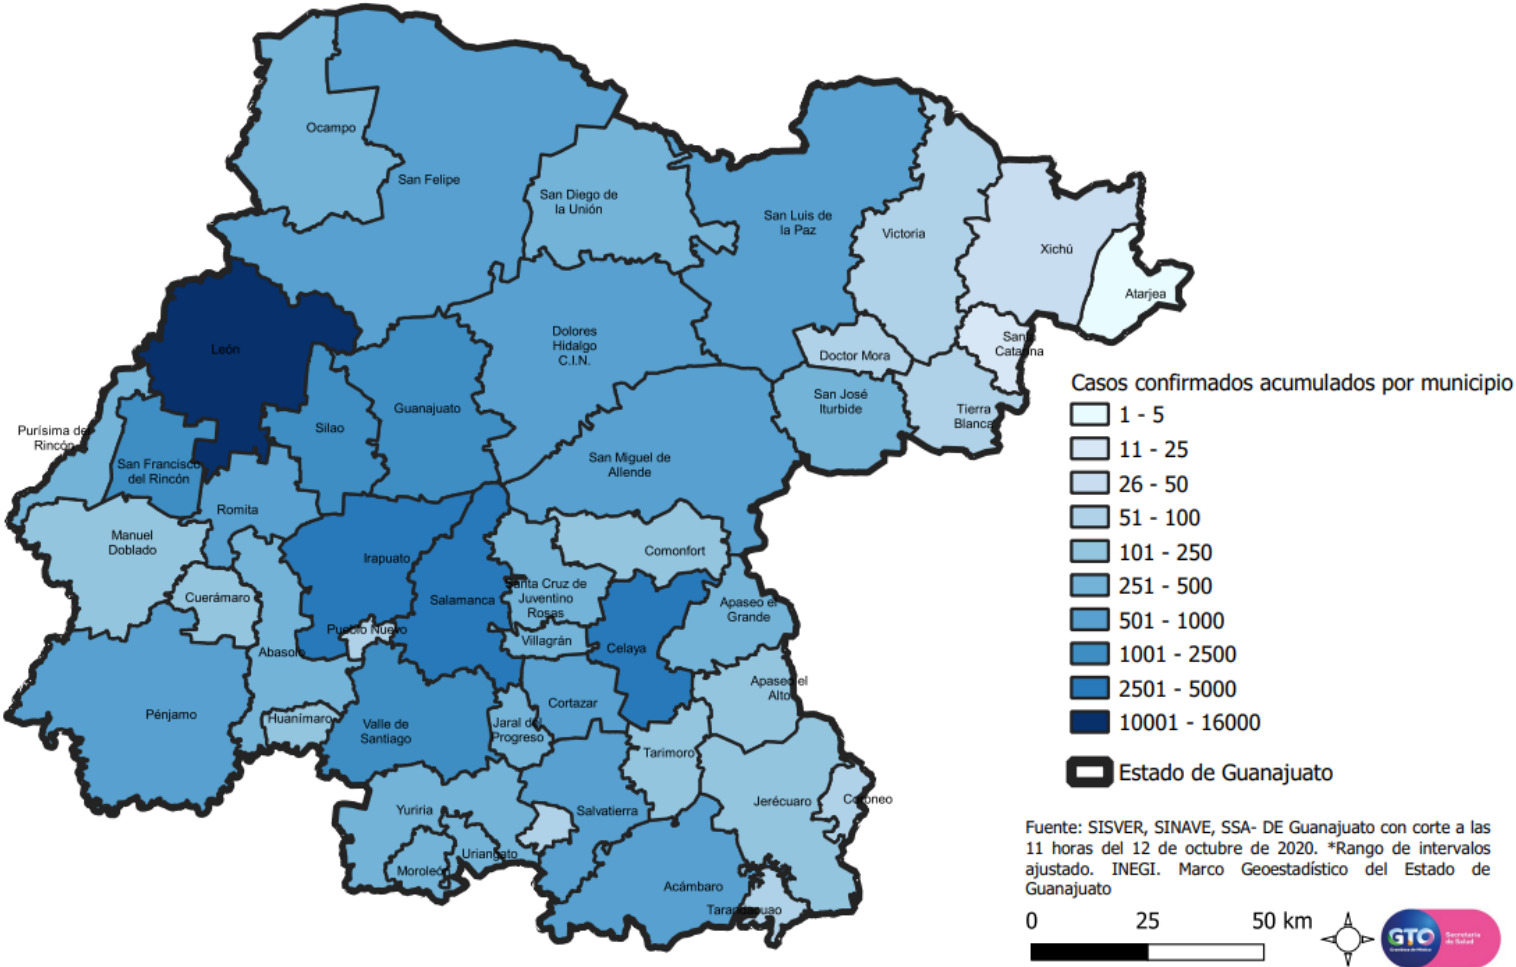 Ocampo
San Felipe
San Diego de
la Unión
San Luis de
la Paz
Victoria
Xichú
Atarjea
León
Dolores
Hidalgo
C.I.N.
Doctor Mora
Santa
Catarina
Guanajuato
San José
Iturbide
Tierra
Blanca
Silao
Purísima del
Rincón
San Francisco
del Rincón
San Miguel de
Allende
Romita
Manuel
Doblado
Irapuato
Comonfort
Cuerámaro
Salamanca
Santa Cruz de
Juventino
Rosas
Apaseo el
Grande
Pueblo Nuevo
Villagrán
Celaya
Abasolo
Apaseo el
Alto
Pénjamo
Huanímaro
Valle de
Santiago
Cortazar
Jaral del
Progreso
Tarimoro
Yuriria
Salvatierra
Jerécuaro
Coroneo
Uriangato
Moroleón
Acámbaro
Tarandacuao
Casos confirmados acumulados por municipio
1 - 5
11 - 25
26 - 50
51 - 100
101 - 250
251 - 500
501 - 1000
1001 - 2500
2501 - 5000
10001 - 16000
Estado de Guanajuato
Fuente: SISVER, SINAVE, SSA- DE Guanajuato con corte a las
11 horas del 12 de octubre de 2020. *Rango de intervalos
ajustado. INEGI. Marco Geoestadístico del Estado de
Guanajuato
0 25 50 km
GTO
Secretaría
de Salud